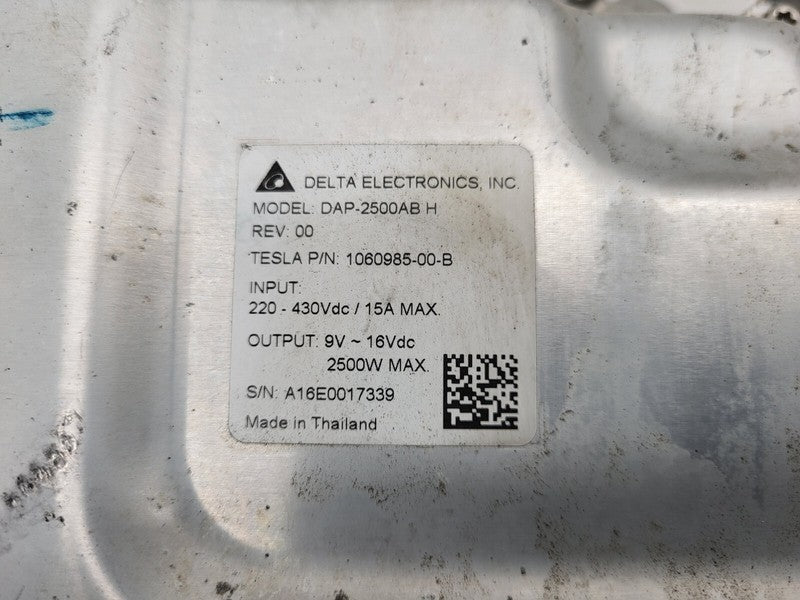 DELTA ELECTRONICS, INC.
MODEL: DAP-2500AB H
REV: 00
TESLA P/N: 1060985-00-B
INPUT:
220 - 430Vdc / 15A MAX.
OUTPUT: 9V ~ 16Vdc
2500W MAX.
S/N: A16E0017339
Made in Thailand